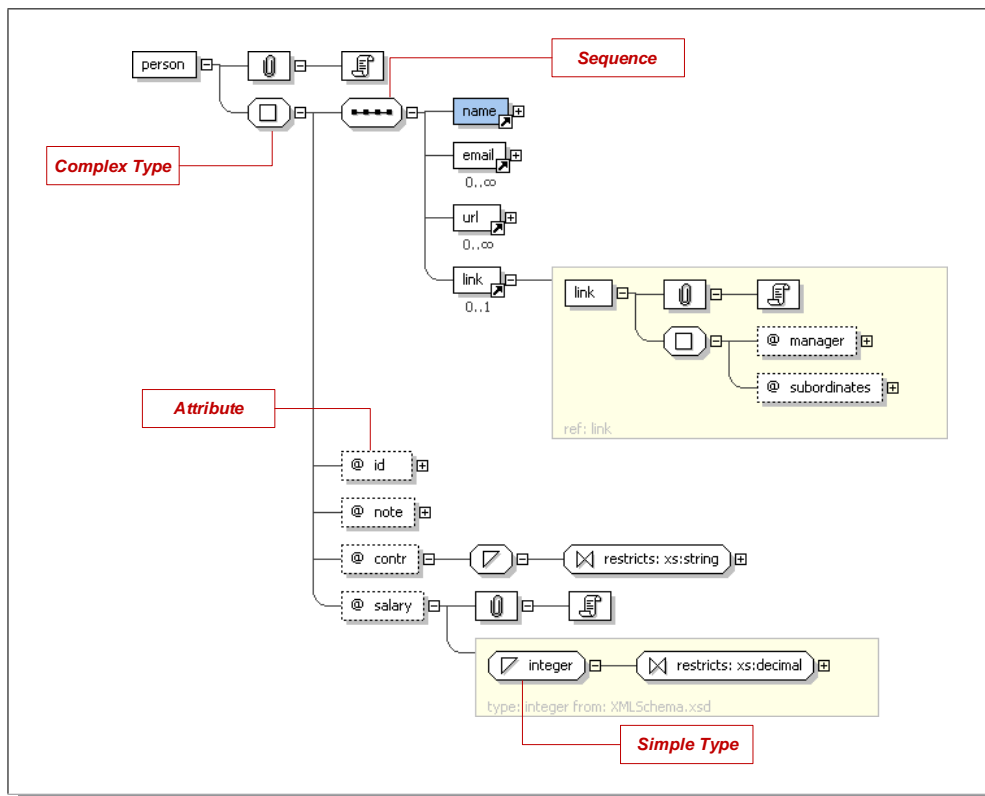 person
Sequence
name
Complex Type
email
0..∞
url
0..∞
link
0..1
link
@ manager
@ subordinates
ref: link
Attribute
@ id
@ note
@ contr
restricts: xs:string
@ salary
integer
restricts: xs:decimal
type: integer from: XMLSchema.xsd
Simple Type